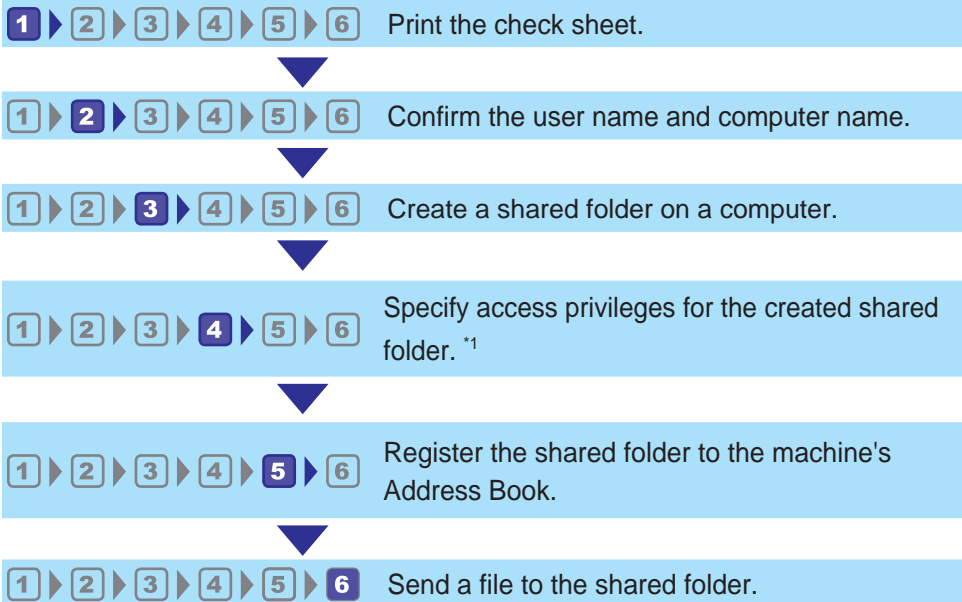 1 2 3 4 5 6 Print the check sheet.
1 2 3 4 5 6 Confirm the user name and computer name.
1 2 3 4 5 6 Create a shared folder on a computer.
1 2 3 4 5 6 Specify access privileges for the created shared
folder. *1
1 2 3 4 5 6 Register the shared folder to the machine's
Address Book.
1 2 3 4 5 6 Send a file to the shared folder.